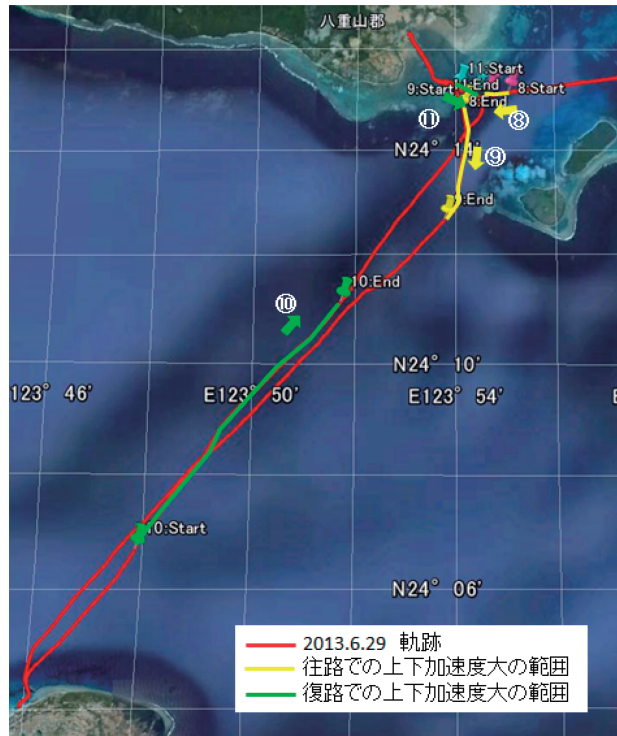 八重山郡
11:Start
11:End
9:Start
8:Start
8:End
⑪
⑧
N24° 14'
⑨
9:End
10:End
⑩
N24° 10'
123° 46'
E123° 50'
E123° 54'
E
10:Start
N24° 06'
2013.6.29 軌跡
往路での上下加速度大の範囲
復路での上下加速度大の範囲